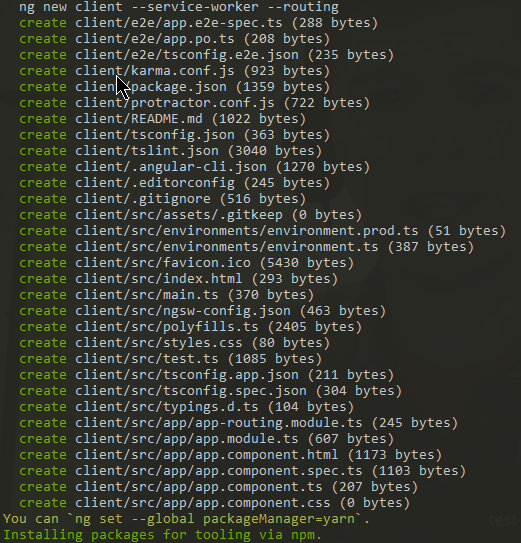 ng new client --service-worker --routing
create client/e2e/app.e2e-spec.ts (288 bytes)
create client/e2e/app.po.ts (208 bytes)
create client/e2e/tsconfig.e2e.json (235 bytes)
create client/karma.conf.js (923 bytes)
create client/package.json (1359 bytes)
create client/protractor.conf.js (722 bytes)
create client/README.md (1022 bytes)
create client/tsconfig.json (363 bytes)
create client/tslint.json (3040 bytes)
create client/.angular-cli.json (1270 bytes)
create client/.editorconfig (245 bytes)
create client/.gitignore (516 bytes)
create client/src/assets/.gitkeep (0 bytes)
create client/src/environments/environment.prod.ts (51 bytes)
create client/src/environments/environment.ts (387 bytes)
create client/src/favicon.ico (5430 bytes)
create client/src/index.html (293 bytes)
create client/src/main.ts (370 bytes)
create client/src/ngsw-config.json (463 bytes)
create client/src/polyfills.ts (2405 bytes)
create client/src/styles.css (80 bytes)
create client/src/test.ts (1085 bytes)
create client/src/tsconfig.app.json (211 bytes)
create client/src/tsconfig.spec.json (304 bytes)
create client/src/typings.d.ts (104 bytes)
create client/src/app/app-routing.module.ts (245 bytes)
create client/src/app/app.module.ts (607 bytes)
create client/src/app/app.component.html (1173 bytes)
create client/src/app/app.component.spec.ts (1103 bytes)
create client/src/app/app.component.ts (207 bytes)
create client/src/app/app.component.css (0 bytes)
You can `ng set --global packageManager=yarn`.
Installing packages for tooling via npm.
test